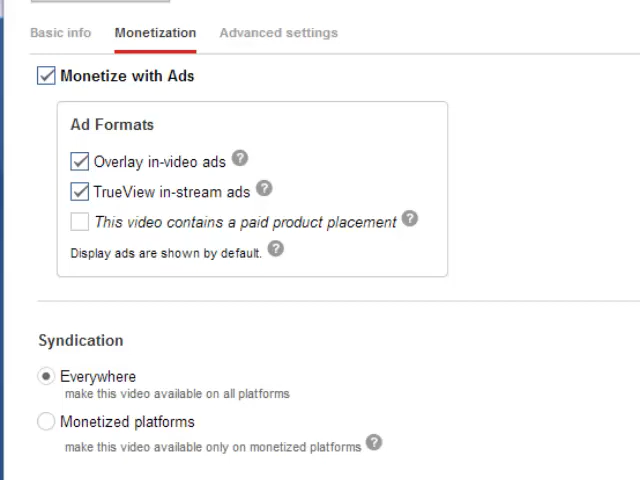 Basic info Monetization Advanced settings
Monetize with Ads
Ad Formats
Overlay in-video ads ?
TrueView in-stream ads ?
This video contains a paid product placement ?
Display ads are shown by default. ?
Syndication
Everywhere
make this video available on all platforms
Monetized platforms
make this video available only on monetized platforms ?